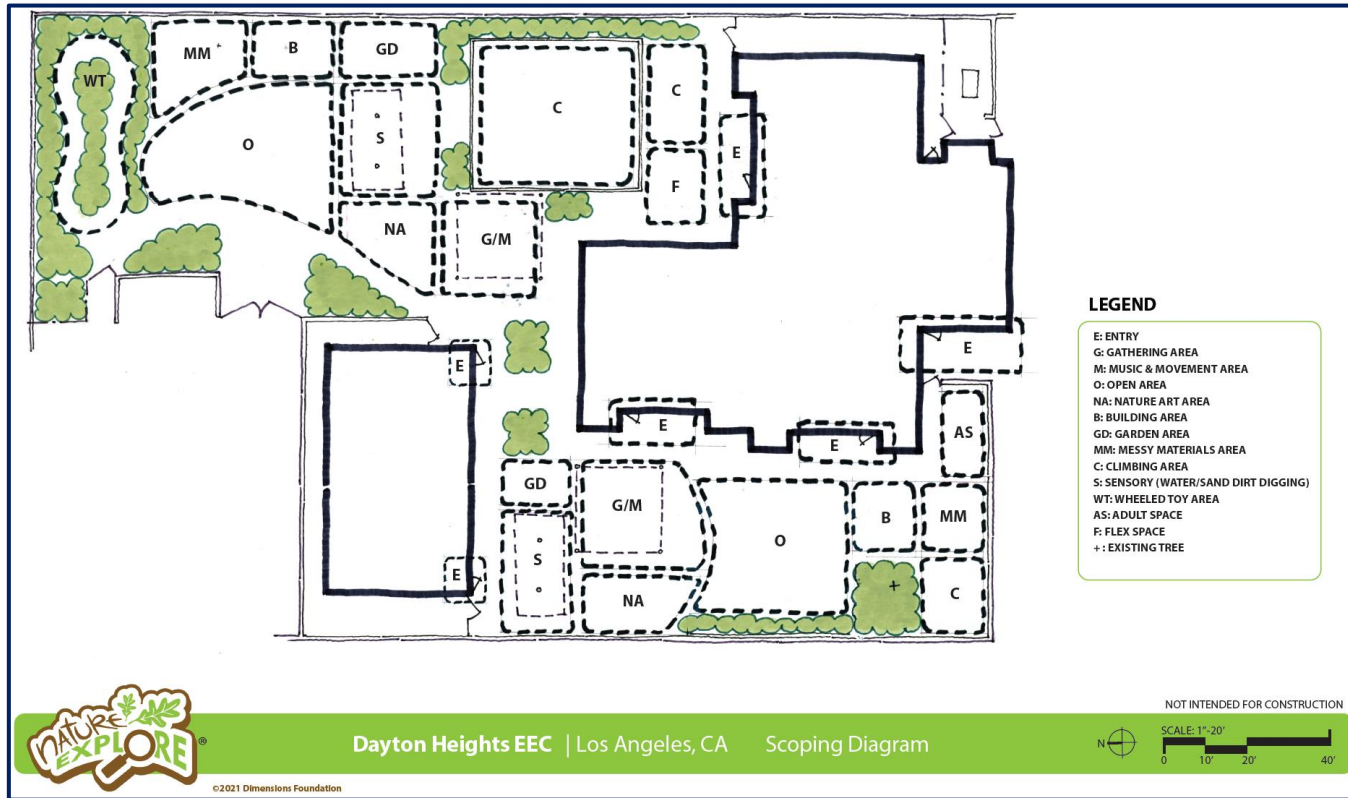 MM
B
GD
WT
C
C
O
S
E
F
NA
G/M
E
E
E
E
AS
GD
G/M
B
MM
O
S
E
NA
C
LEGEND
E: ENTRY
G: GATHERING AREA
M: MUSIC & MOVEMENT AREA
O: OPEN AREA
NA: NATURE ART AREA
B: BUILDING AREA
GD: GARDEN AREA
MM: MESSY MATERIALS AREA
C: CLIMBING AREA
S: SENSORY (WATER/SAND DIRT DIGGING)
WT: WHEELED TOY AREA
AS: ADULT SPACE
F: FLEX SPACE
+ : EXISTING TREE
NOT INTENDED FOR CONSTRUCTION
NATURE
EXPLORE®
Dayton Heights EEC | Los Angeles, CA Scoping Diagram
N
SCALE: 1"-20'
0 10' 20' 40'
©2021 Dimensions Foundation